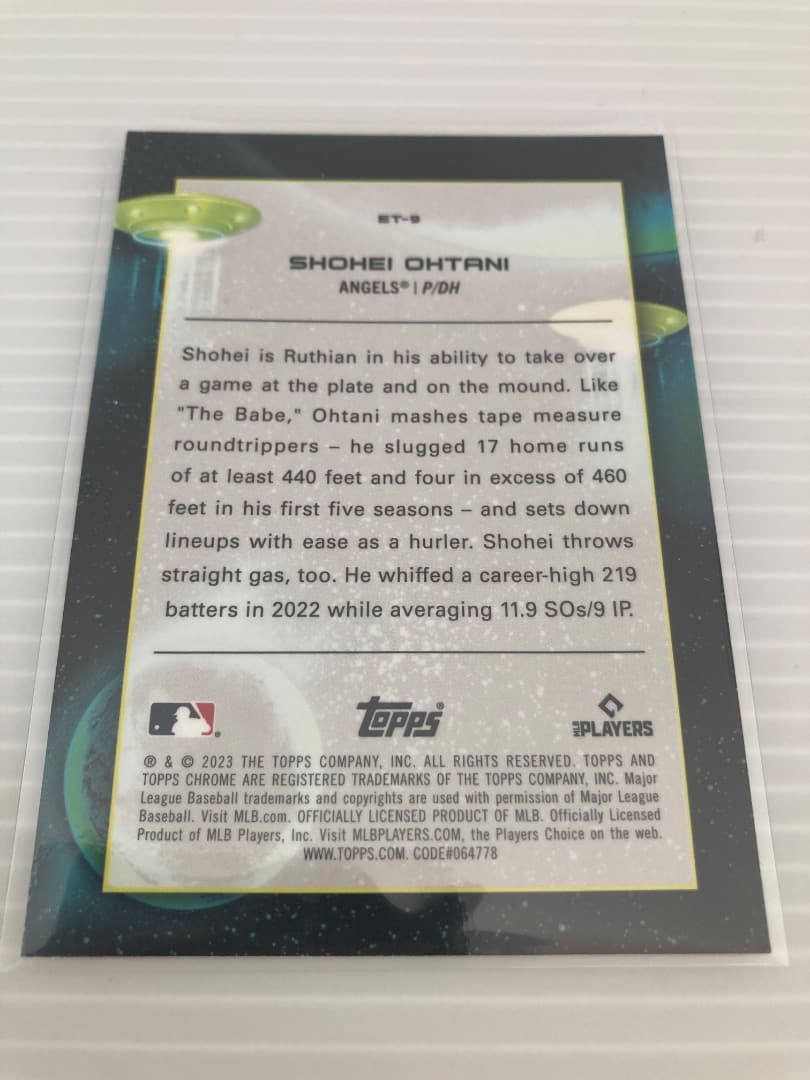 ET-9
SHOHEI OHTANI
ANGELS® | P/DH
Shohei is Ruthian in his ability to take over
a game at the plate and on the mound. Like
"The Babe," Ohtani mashes tape measure
roundtrippers – he slugged 17 home runs
of at least 440 feet and four in excess of 460
feet in his first five seasons – and sets down
lineups with ease as a hurler. Shohei throws
straight gas, too. He whiffed a career-high 219
batters in 2022 while averaging 11.9 SOs/9 IP.
topps® MLB PLAYERS
® & © 2023 THE TOPPS COMPANY, INC. ALL RIGHTS RESERVED. TOPPS AND
TOPPS CHROME ARE REGISTERED TRADEMARKS OF THE TOPPS COMPANY, INC. Major
League Baseball trademarks and copyrights are used with permission of Major League
Baseball. Visit MLB.com. OFFICIALLY LICENSED PRODUCT OF MLB. Officially Licensed
Product of MLB Players, Inc. Visit MLBPLAYERS.COM, the Players Choice on the web.
WWW.TOPPS.COM. CODE#064778